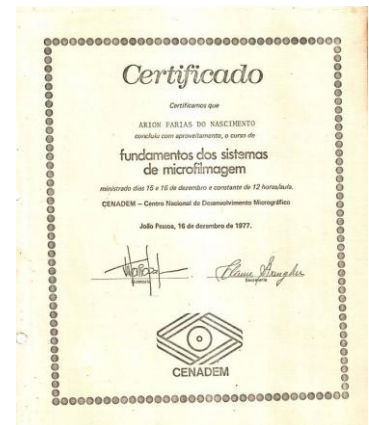 Certificado
Certificamos que
ARION FARIAS DO NASCIMENTO
concluiu com aproveitamento, o curso de
fundamentos dos sistemas
de microfilmagem
ministrado dias 15 e 16 de dezembro e constante de 12 horas/aula.
CENADEM — Centro Nacional do Desenvolvimento Micrográfico
João Pessoa, 16 de dezembro de 1977.
Secretaria
CENADEM